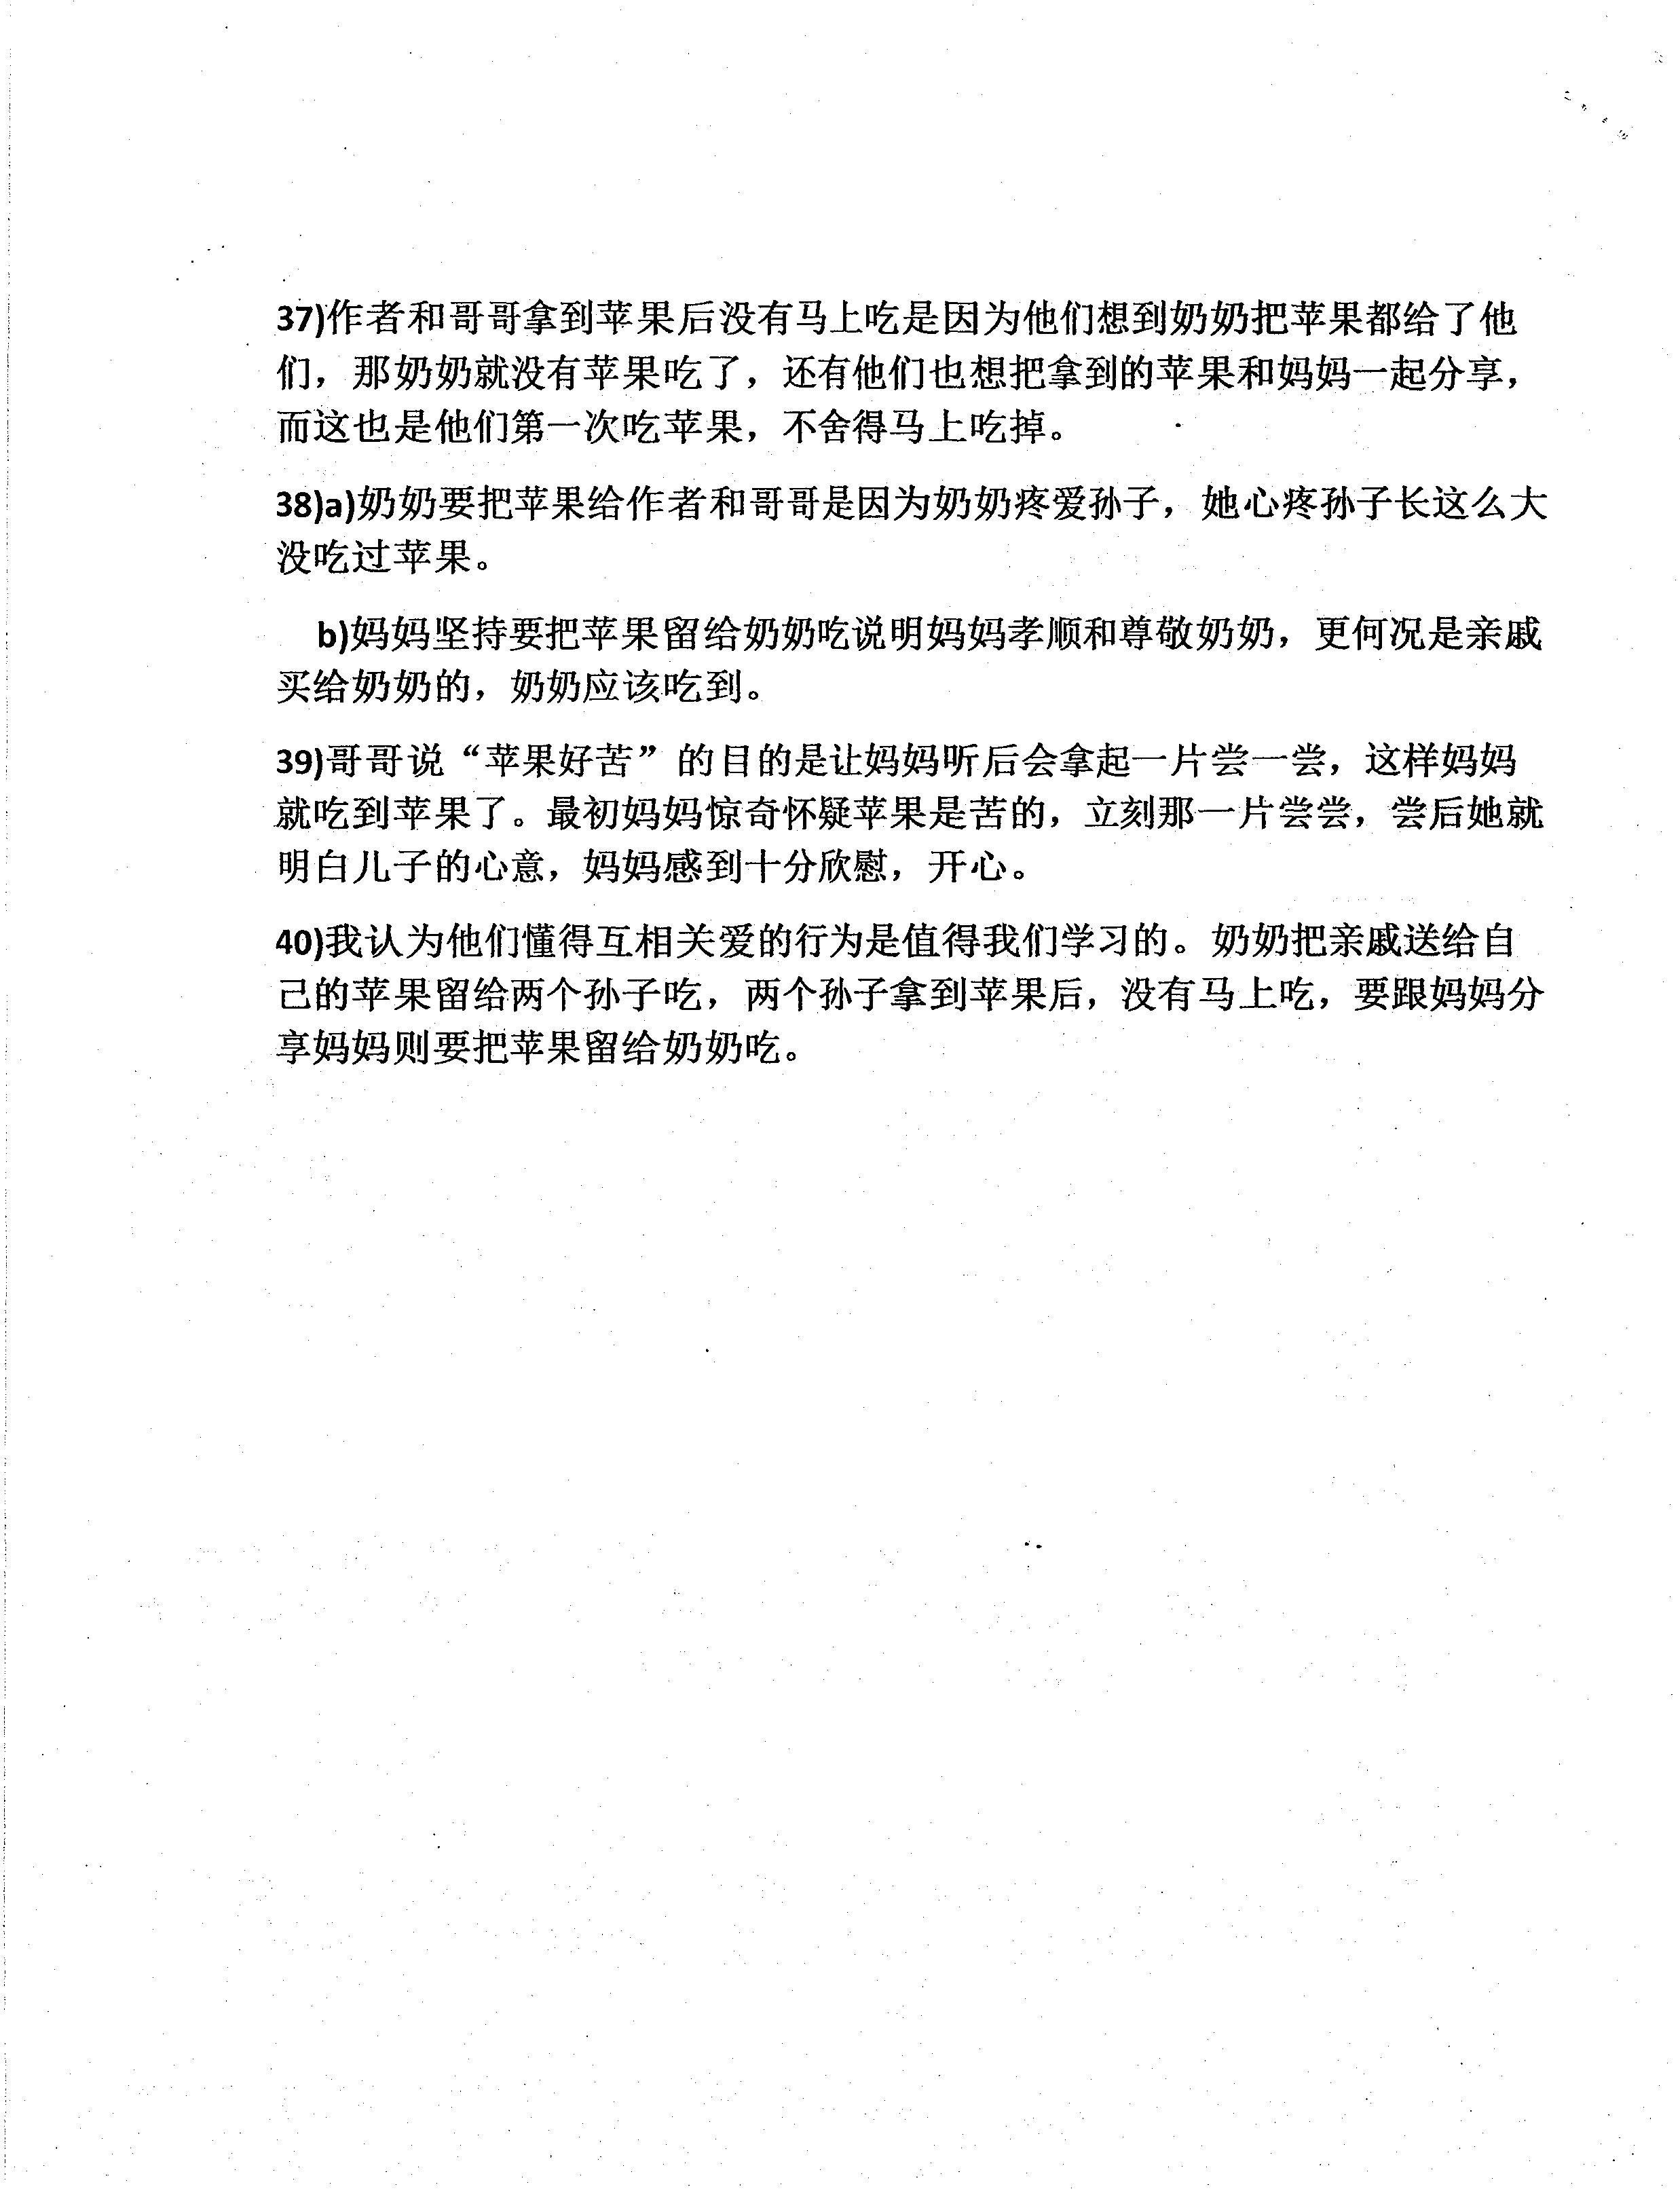 37)作者和哥哥拿到苹果后没有马上吃是因为他们想到奶奶把苹果都给了他
们，那奶奶就没有苹果吃了，还有他们也想把拿到的苹果和妈妈一起分享，
而这也是他们第一次吃苹果，不舍得马上吃掉。
38)a)奶奶要把苹果给作者和哥哥是因为奶奶疼爱孙子，她心疼孙子长这么大
没吃过苹果。
b)妈妈坚持要把苹果留给奶奶吃说明妈妈孝顺和尊敬奶奶，更何况是亲戚
买给奶奶的，奶奶应该吃到。
39)哥哥说“苹果好苦”的目的是让妈妈听后会拿起一片尝一尝，这样妈妈
就吃到苹果了。最初妈妈惊奇怀疑苹果是苦的，立刻那一片尝尝，尝后她就
明白儿子的心意，妈妈感到十分欣慰，开心。
40)我认为他们懂得互相关爱的行为是值得我们学习的。奶奶把亲戚送给自
己的苹果留给两个孙子吃，两个孙子拿到苹果后，没有马上吃，要跟妈妈分
享妈妈则要把苹果留给奶奶吃。